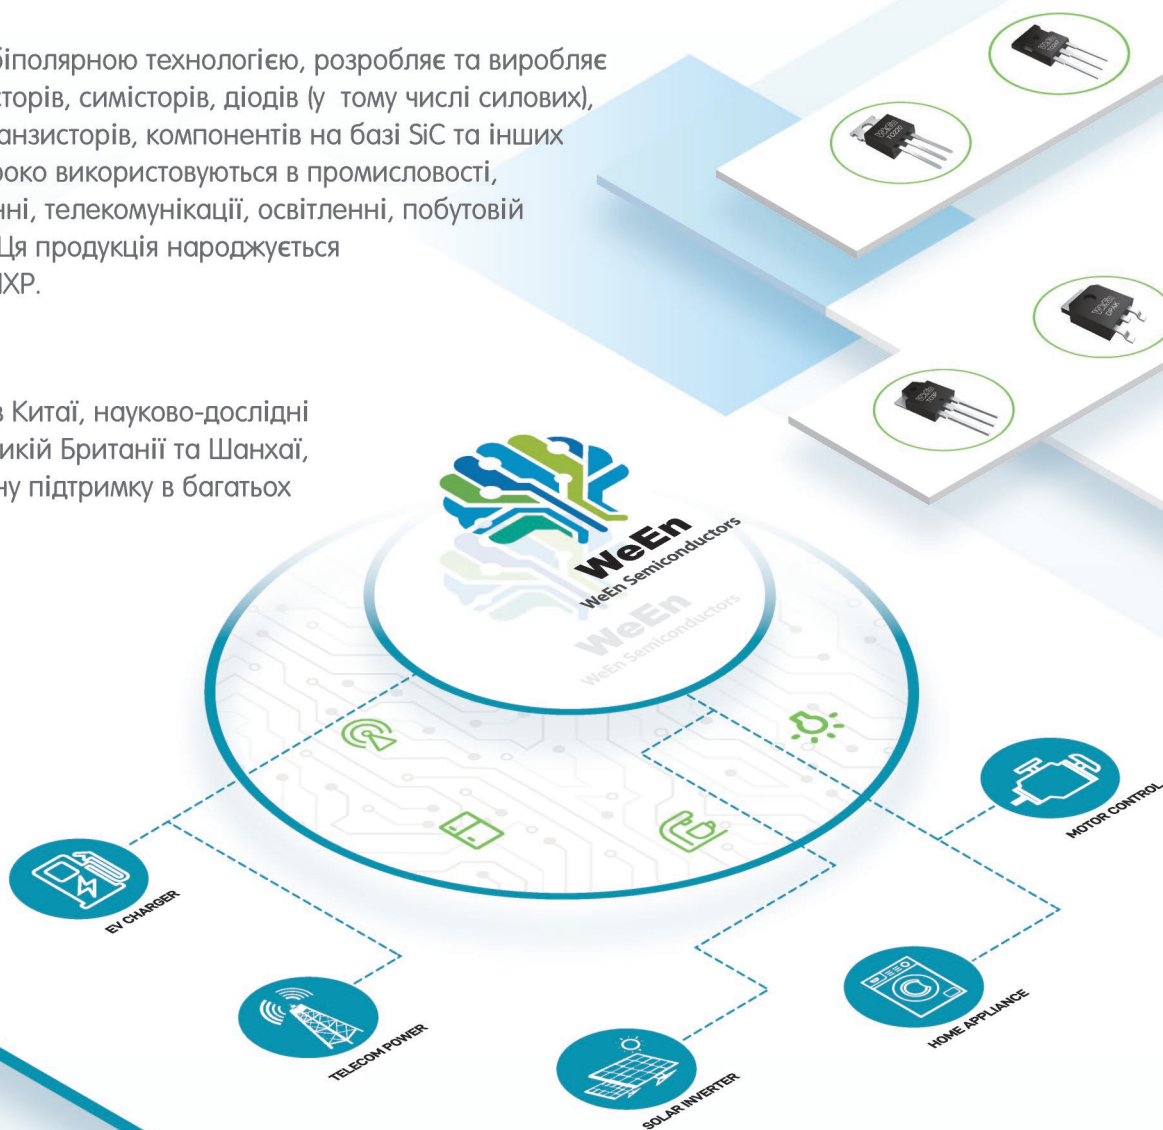 біполярною технологією, розробляє та виробляє
сторів, симісторів, діодів (у тому числі силових),
анзисторів, компонентів на базі SiC та інших
роко використовуються в промисловості,
нні, телекомунікації, освітленні, побутовій
Ця продукція народжується
ХР.
в Китаї, науково-дослідні
икій Британії та Шанхаї,
ну підтримку в багатьох
WeEn
WeEn Semiconductors
WeEn
WeEn Semiconductors
MOTOR CONTROL
EV CHARGER
HOME APPLIANCE
TELECOM POWER
SOLAR INVERTER